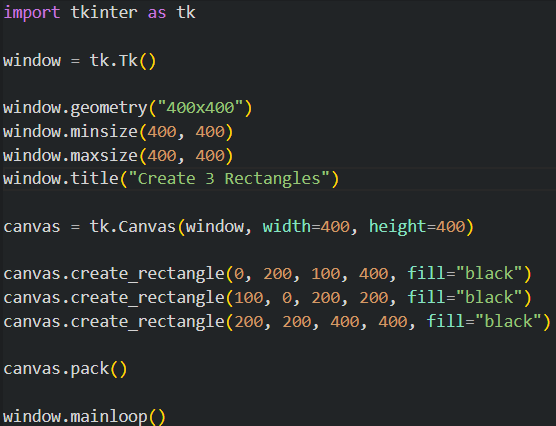 import tkinter as tk
window = tk.Tk()
window.geometry("400x400")
window.minsize(400, 400)
window.maxsize(400, 400)
window.title("Create 3 Rectangles")
canvas = tk.Canvas(window, width=400, height=400)
canvas.create_rectangle(0, 200, 100, 400, fill="black")
canvas.create_rectangle(100, 0, 200, 200, fill="black")
canvas.create_rectangle(200, 200, 400, 400, fill="black")
canvas.pack()
window.mainloop()